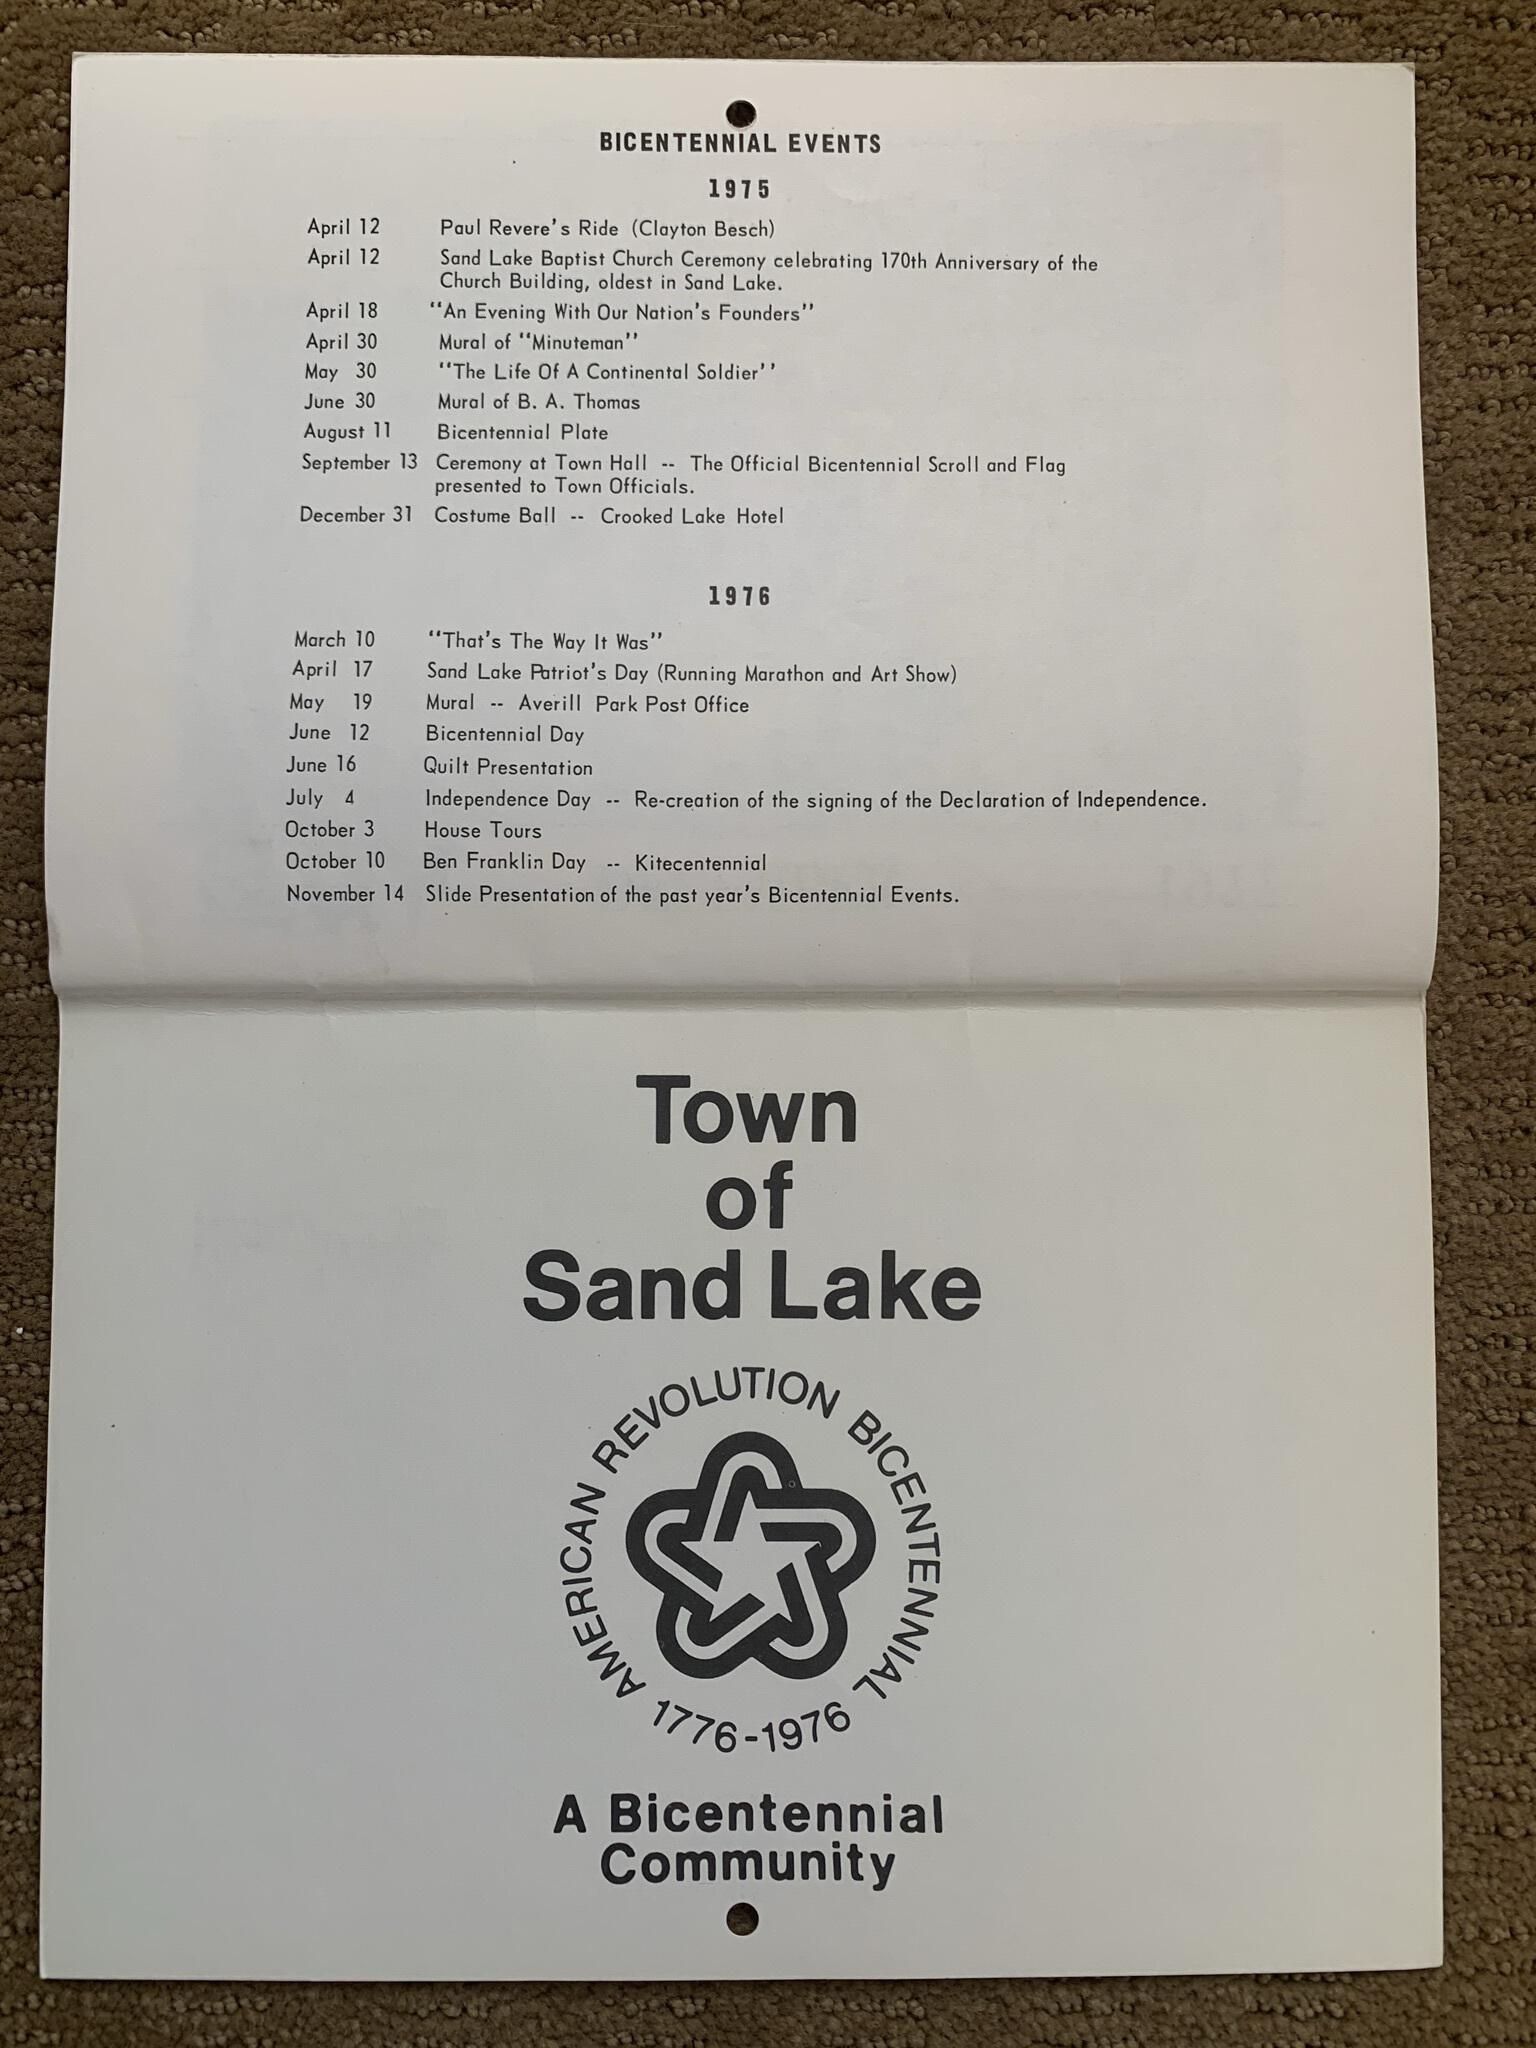 BICENTENNIAL EVENTS
1975
April 12 Paul Revere's Ride (Clayton Besch)
April 12 Sand Lake Baptist Church Ceremony celebrating 170th Anniversary of the
Church Building, oldest in Sand Lake.
April 18 "An Evening With Our Nation's Founders"
April 30 Mural of "Minuteman"
May 30 "The Life Of A Continental Soldier"
June 30 Mural of B. A. Thomas
August 11 Bicentennial Plate
September 13 Ceremony at Town Hall -- The Official Bicentennial Scroll and Flag
presented to Town Officials.
December 31 Costume Ball -- Crooked Lake Hotel
1976
March 10 "That's The Way It Was"
April 17 Sand Lake Patriot's Day (Running Marathon and Art Show)
May 19 Mural -- Averill Park Post Office
June 12 Bicentennial Day
June 16 Quilt Presentation
July 4 Independence Day -- Re-creation of the signing of the Declaration of Independence.
October 3 House Tours
October 10 Ben Franklin Day -- Kitecentennial
November 14 Slide Presentation of the past year's Bicentennial Events.
Town
of
Sand Lake
AMERICAN REVOLUTION BICENTENNIAL
1776-1976
A Bicentennial
Community